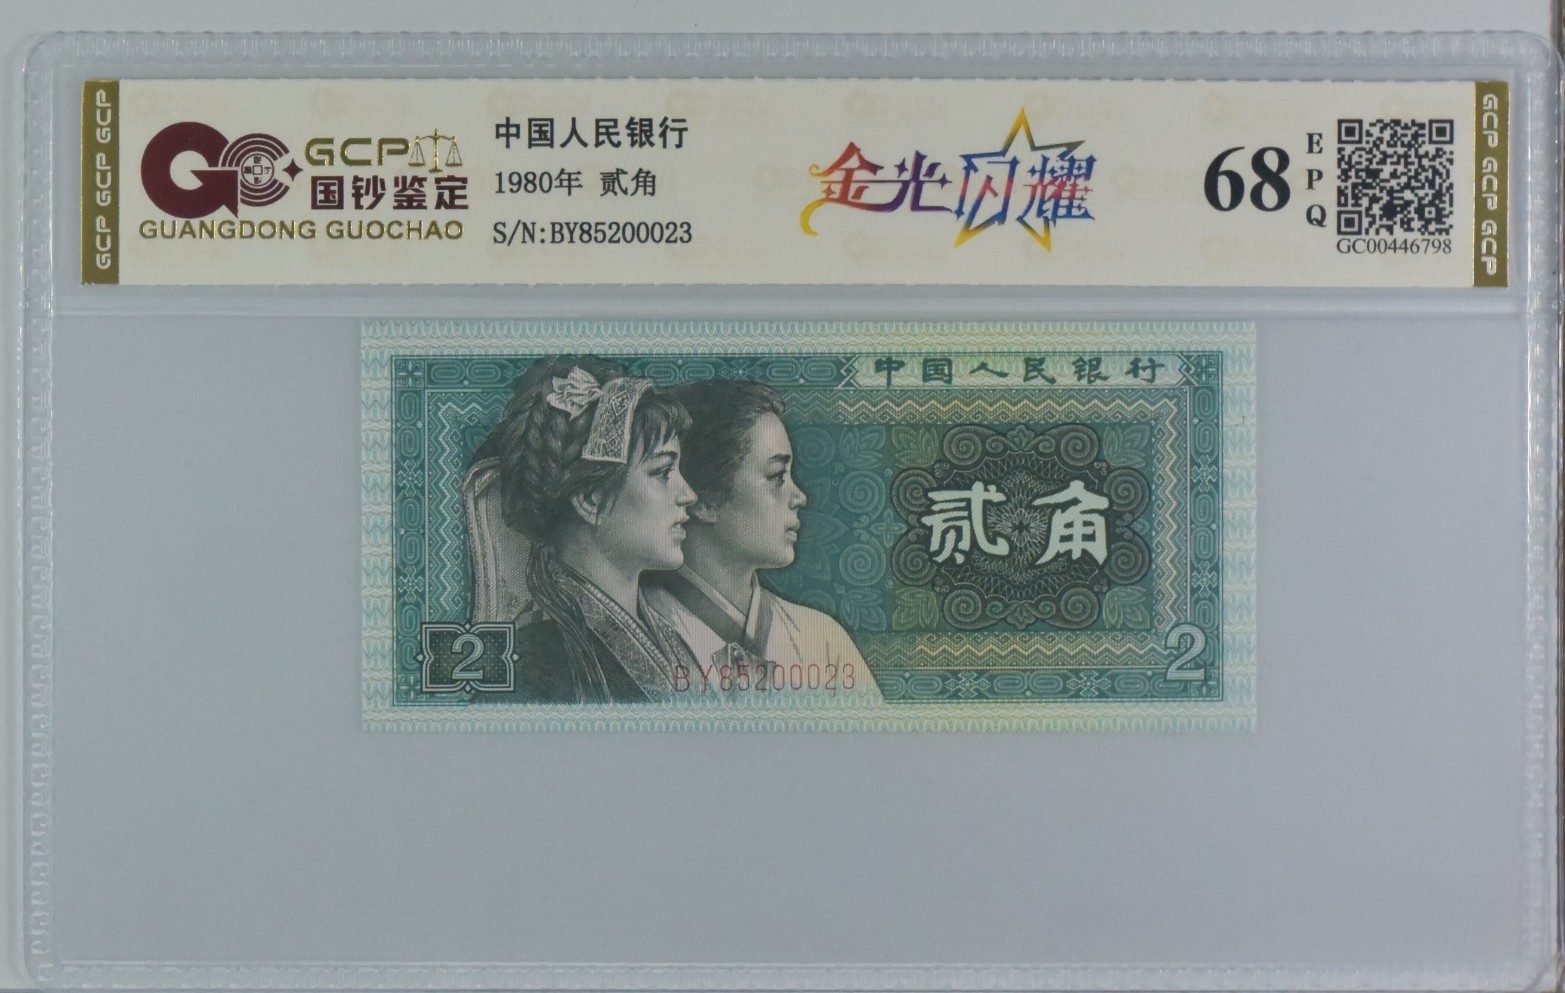 GCP GCP GCP
GCP
国钞鉴定
GUANGDONG GUOCHAO
中国人民银行
1980年 贰角
S/N:BY85200023
金光闪耀
68
E
P
Q
GC00446798
GCP GCP GCP
中国人民银行
贰角
2
BY85200023
2